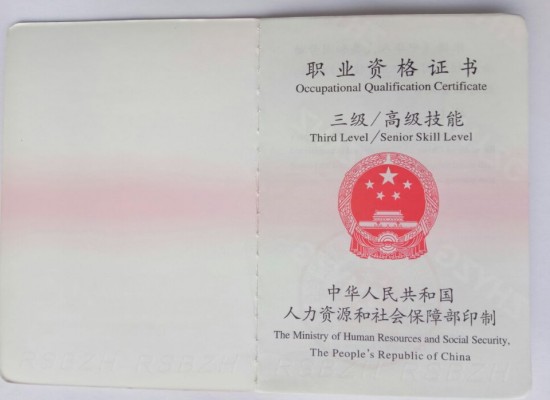 职业资格证书
Occupational Qualification Certificate
三级/高级技能
Third Level/Senior Skill Level
中华人民共和国
人力资源和社会保障部印制
The Ministry of Human Resources and Social Security,
The People's Republic of China